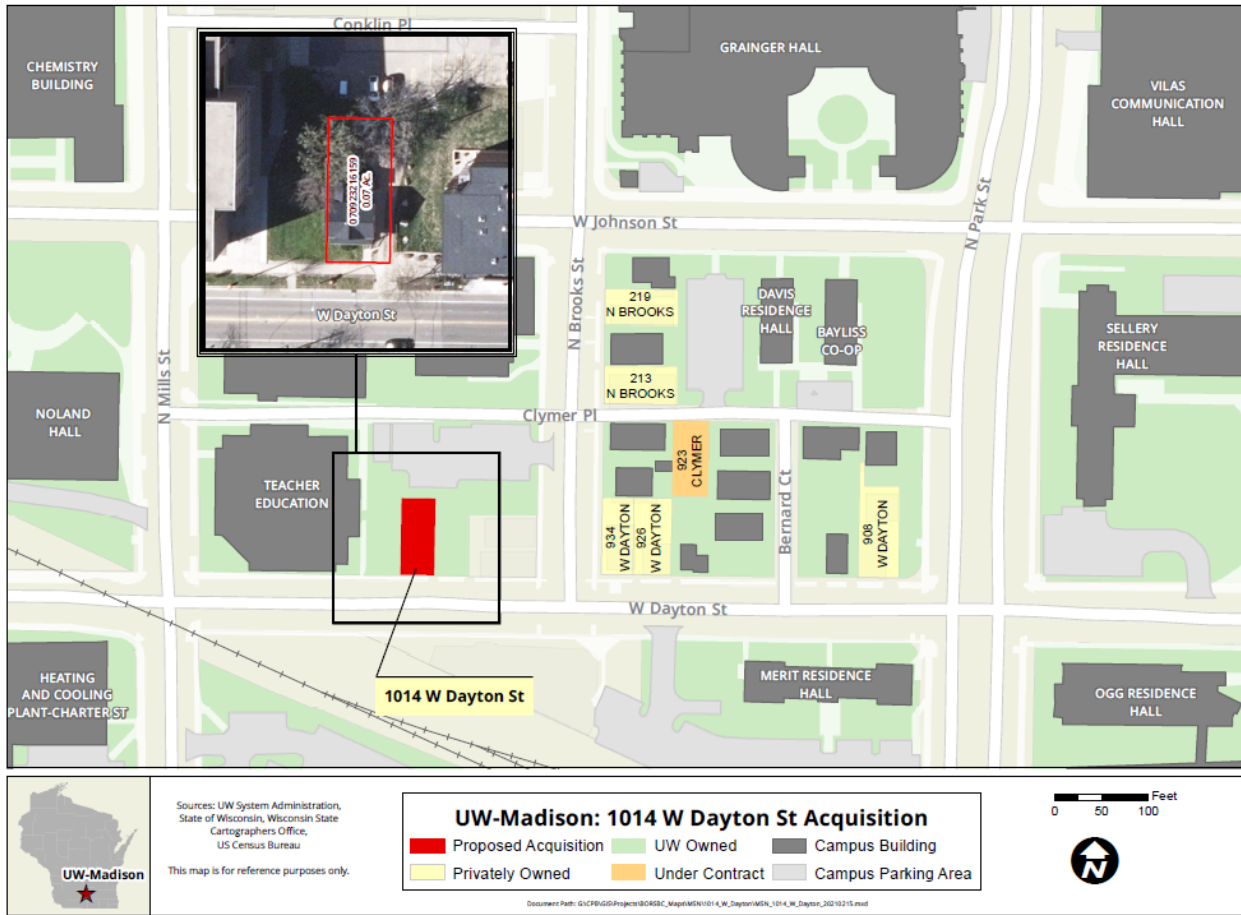 Conklin Pl
CHEMISTRY
BUILDING
GRAINGER HALL
VILAS
COMMUNICATION
HALL
070923216159
0.07 Ac.
W Dayton St
N Mills St
N Brooks St
N Park St
W Johnson St
219
N BROOKS
213
N BROOKS
DAVIS
RESIDENCE
HALL
BAYLISS
CO-OP
SELLERY
RESIDENCE
HALL
NOLAND
HALL
Clymer Pl
TEACHER
EDUCATION
923
CLYMER
934
W DAYTON
926
W DAYTON
Bernard Ct
908
W DAYTON
W Dayton St
1014 W Dayton St
HEATING
AND COOLING
PLANT-CHARTER ST
MERIT RESIDENCE
HALL
OGG RESIDENCE
HALL
UW-Madison
Sources: UW System Administration,
State of Wisconsin, Wisconsin State
Cartographers Office,
US Census Bureau
This map is for reference purposes only.
UW-Madison: 1014 W Dayton St Acquisition
Proposed Acquisition
UW Owned
Campus Building
Privately Owned
Under Contract
Campus Parking Area
Feet
0 50 100
N